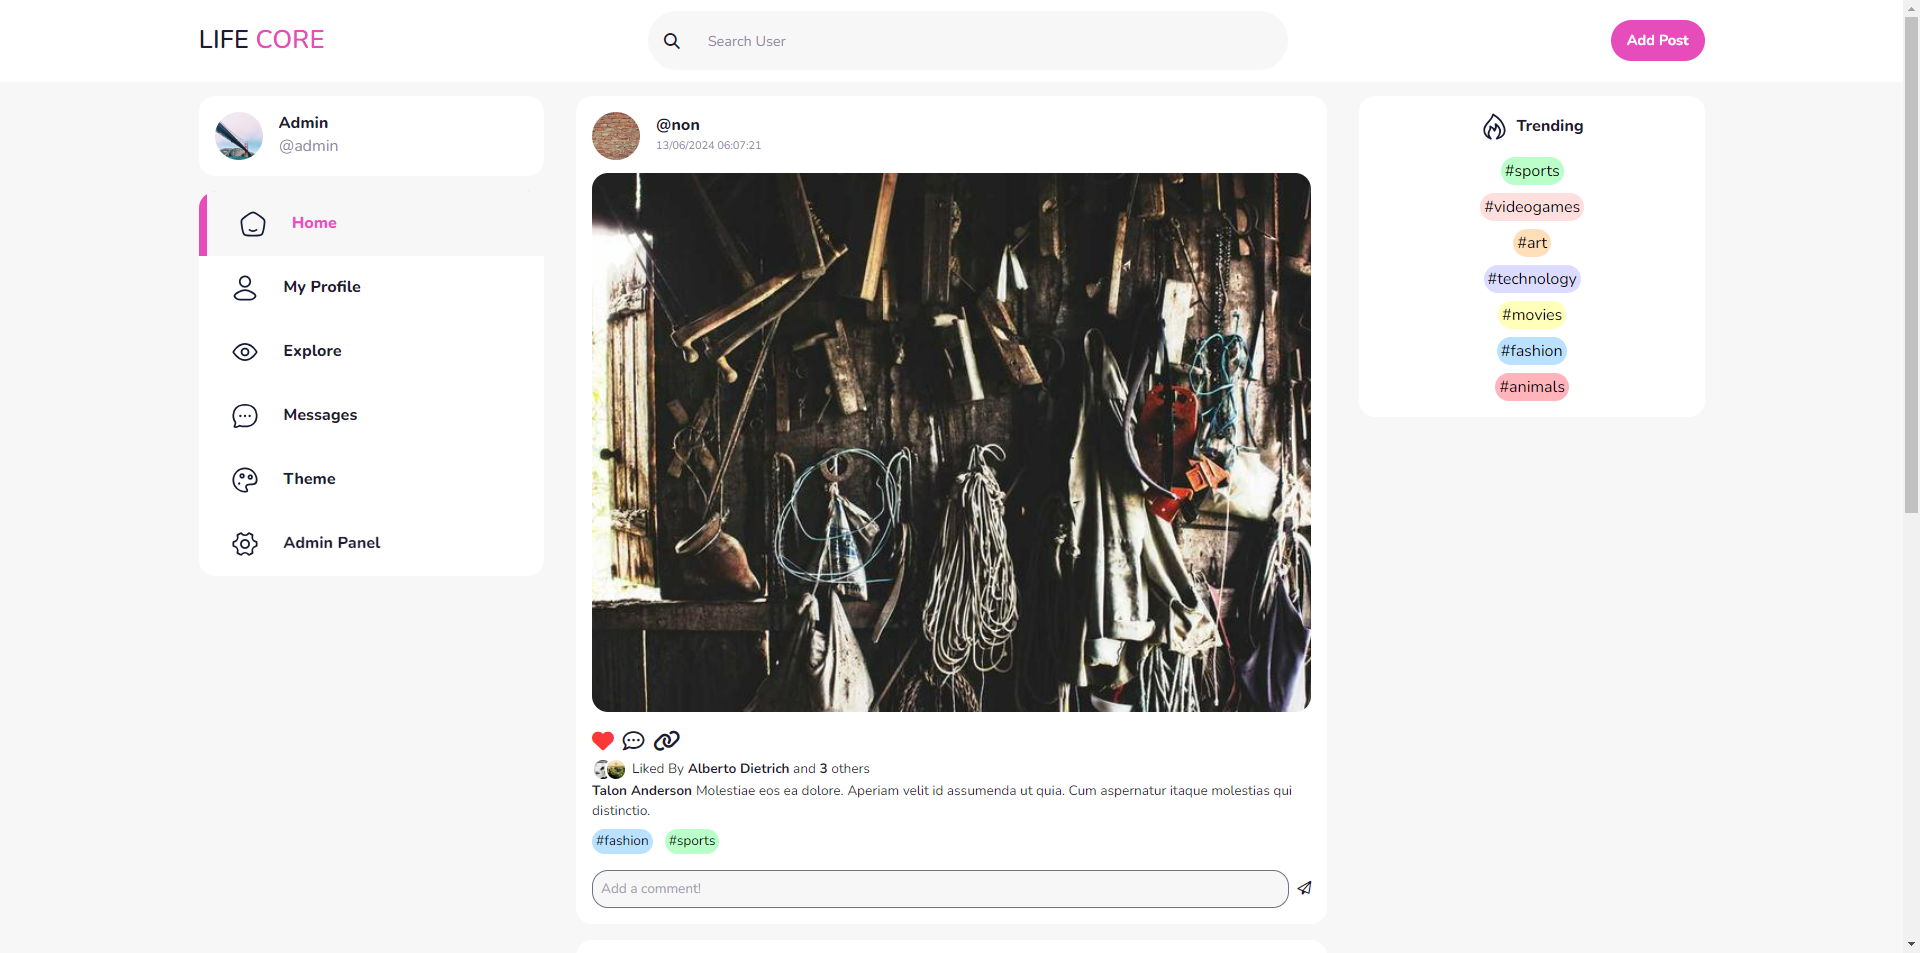 LIFE CORE
Search User
Add Post
Admin
@admin
Home
My Profile
Explore
Messages
Theme
Admin Panel
@non
13/06/2024 06:07:21
Liked By Alberto Dietrich and 3 others
Talon Anderson Molestiae eos ea dolore. Aperiam velit id assumenda ut quia. Cum aspernatur itaque molestias qui
distinctio.
#fashion #sports
Add a comment!
Trending
#sports
#videogames
#art
#technology
#movies
#fashion
#animals